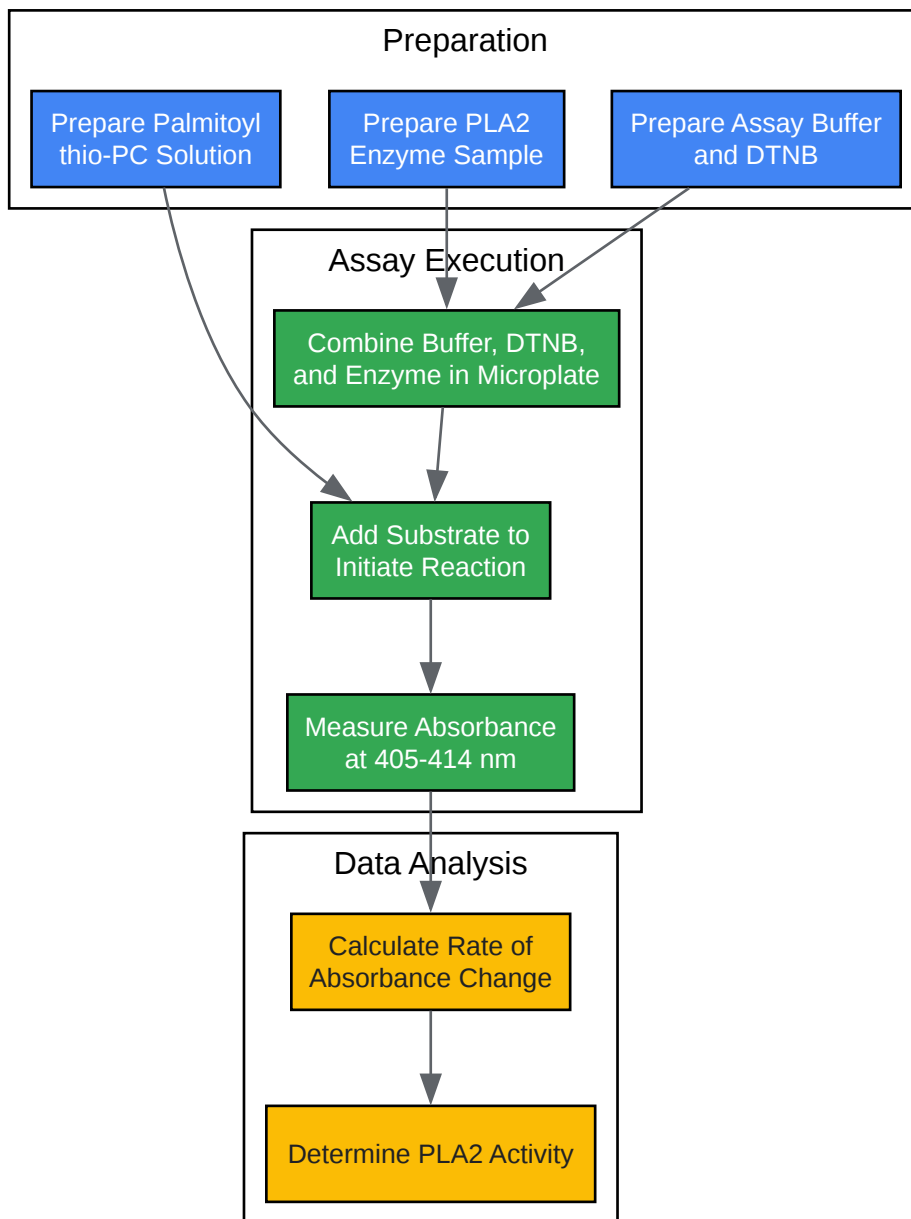 Preparation
Prepare Palmitoyl
thio-PC Solution
Prepare PLA2
Enzyme Sample
Prepare Assay Buffer
and DTNB
Assay Execution
Combine Buffer, DTNB,
and Enzyme in Microplate
Add Substrate to
Initiate Reaction
Measure Absorbance
at 405-414 nm
Data Analysis
Calculate Rate of
Absorbance Change
Determine PLA2 Activity